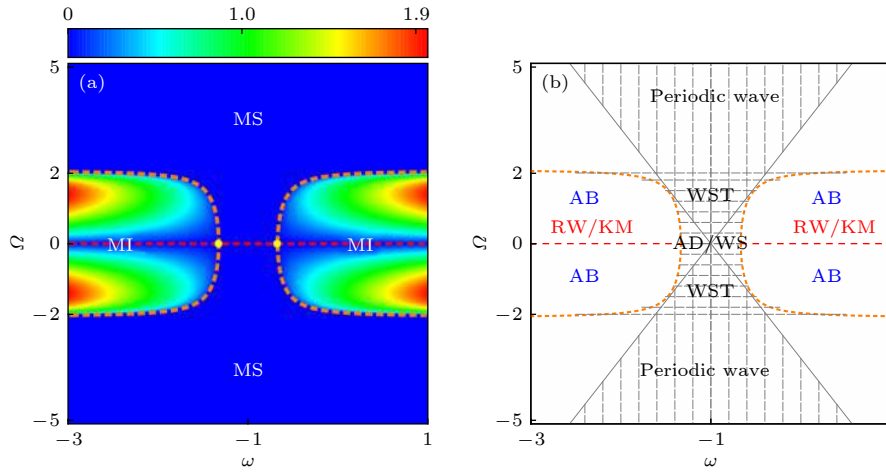 0 1.0 1.9
(a)
5
2
0
−2
−5
Ω
MS
MI
MI
MS
−3 −1 1
ω
(b)
5
2
0
−2
−5
Ω
Periodic wave
WST
AB
AB
RW/KM
RW/KM
AD/WS
AB
AB
WST
Periodic wave
−3 −1
ω